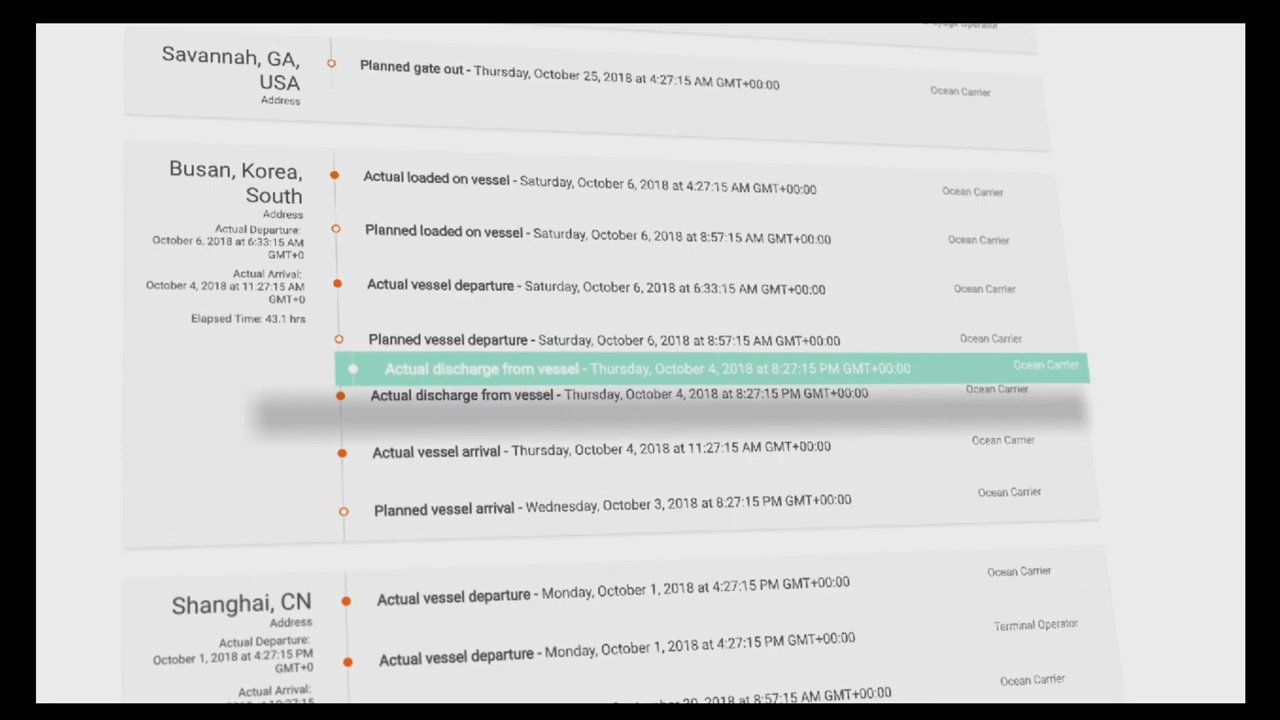 Operator
Savannah, GA,
USA
Address
Planned gate out - Thursday, October 25, 2018 at 4:27:15 AM GMT+00:00
Ocean Carrier
Busan, Korea,
South
Address
Actual Departure:
October 6, 2018 at 6:33:15 AM
GMT+0
Actual Arrival:
October 4, 2018 at 11:27:15 AM
GMT+0
Elapsed Time: 43.1 hrs
Actual loaded on vessel - Saturday, October 6, 2018 at 4:27:15 AM GMT+00:00
Ocean Carrier
Planned loaded on vessel - Saturday, October 6, 2018 at 8:57:15 AM GMT+00:00
Ocean Carrier
Actual vessel departure - Saturday, October 6, 2018 at 6:33:15 AM GMT+00:00
Ocean Carrier
Planned vessel departure - Saturday, October 6, 2018 at 8:57:15 AM GMT+00:00
Ocean Carrier
Actual discharge from vessel - Thursday, October 4, 2018 at 8:27:15 PM GMT+00:00
Ocean Carrier
Actual discharge from vessel - Thursday, October 4, 2018 at 8:27:15 PM GMT+00:00
Ocean Carrier
Actual vessel arrival - Thursday, October 4, 2018 at 11:27:15 AM GMT+00:00
Ocean Carrier
Planned vessel arrival - Wednesday, October 3, 2018 at 8:27:15 PM GMT+00:00
Ocean Carrier
Shanghai, CN
Address
Actual Departure:
October 1, 2018 at 4:27:15 PM
GMT+0
Actual Arrival:
Actual vessel departure - Monday, October 1, 2018 at 4:27:15 PM GMT+00:00
Ocean Carrier
Actual vessel departure - Monday, October 1, 2018 at 4:27:15 PM GMT+00:00
Terminal Operator
2018 at 8:57:15 AM GMT+00:00
Ocean Carrier